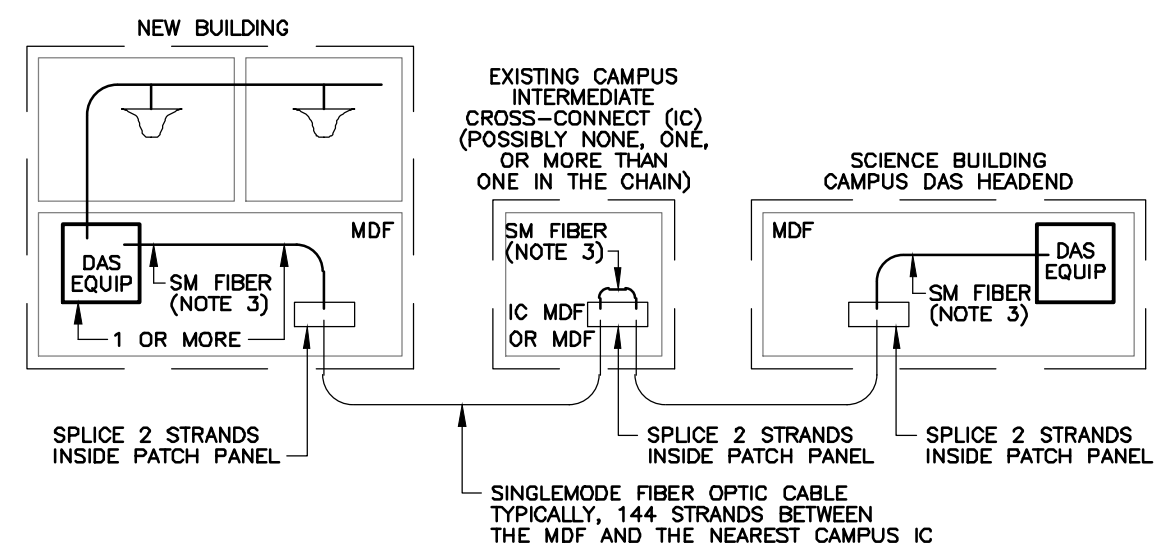 NEW BUILDING
MDF
DAS
EQUIP
SM FIBER
(NOTE 3)
1 OR MORE
SPLICE 2 STRANDS
INSIDE PATCH PANEL
EXISTING CAMPUS
INTERMEDIATE
CROSS-CONNECT (IC)
(POSSIBLY NONE, ONE,
OR MORE THAN
ONE IN THE CHAIN)
SM FIBER
(NOTE 3)
IC MDF
OR MDF
SPLICE 2 STRANDS
INSIDE PATCH PANEL
SINGLEMODE FIBER OPTIC CABLE
TYPICALLY, 144 STRANDS BETWEEN
THE MDF AND THE NEAREST CAMPUS IC
SCIENCE BUILDING
CAMPUS DAS HEADEND
MDF
DAS
EQUIP
SM FIBER
(NOTE 3)
SPLICE 2 STRANDS
INSIDE PATCH PANEL